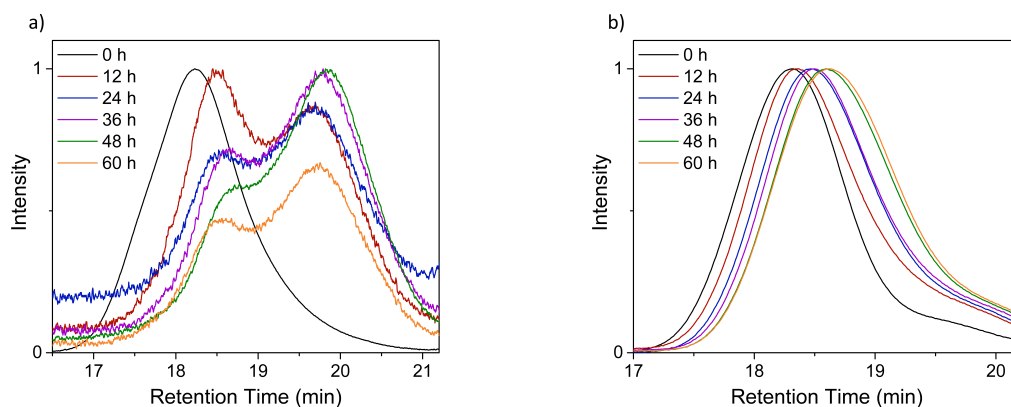 a)
0 h
12 h
24 h
36 h
48 h
60 h
1
0
Intensity
17 18 19 20 21
Retention Time (min)
b)
0 h
12 h
24 h
36 h
48 h
60 h
1
0
Intensity
17 18 19 20
Retention Time (min)